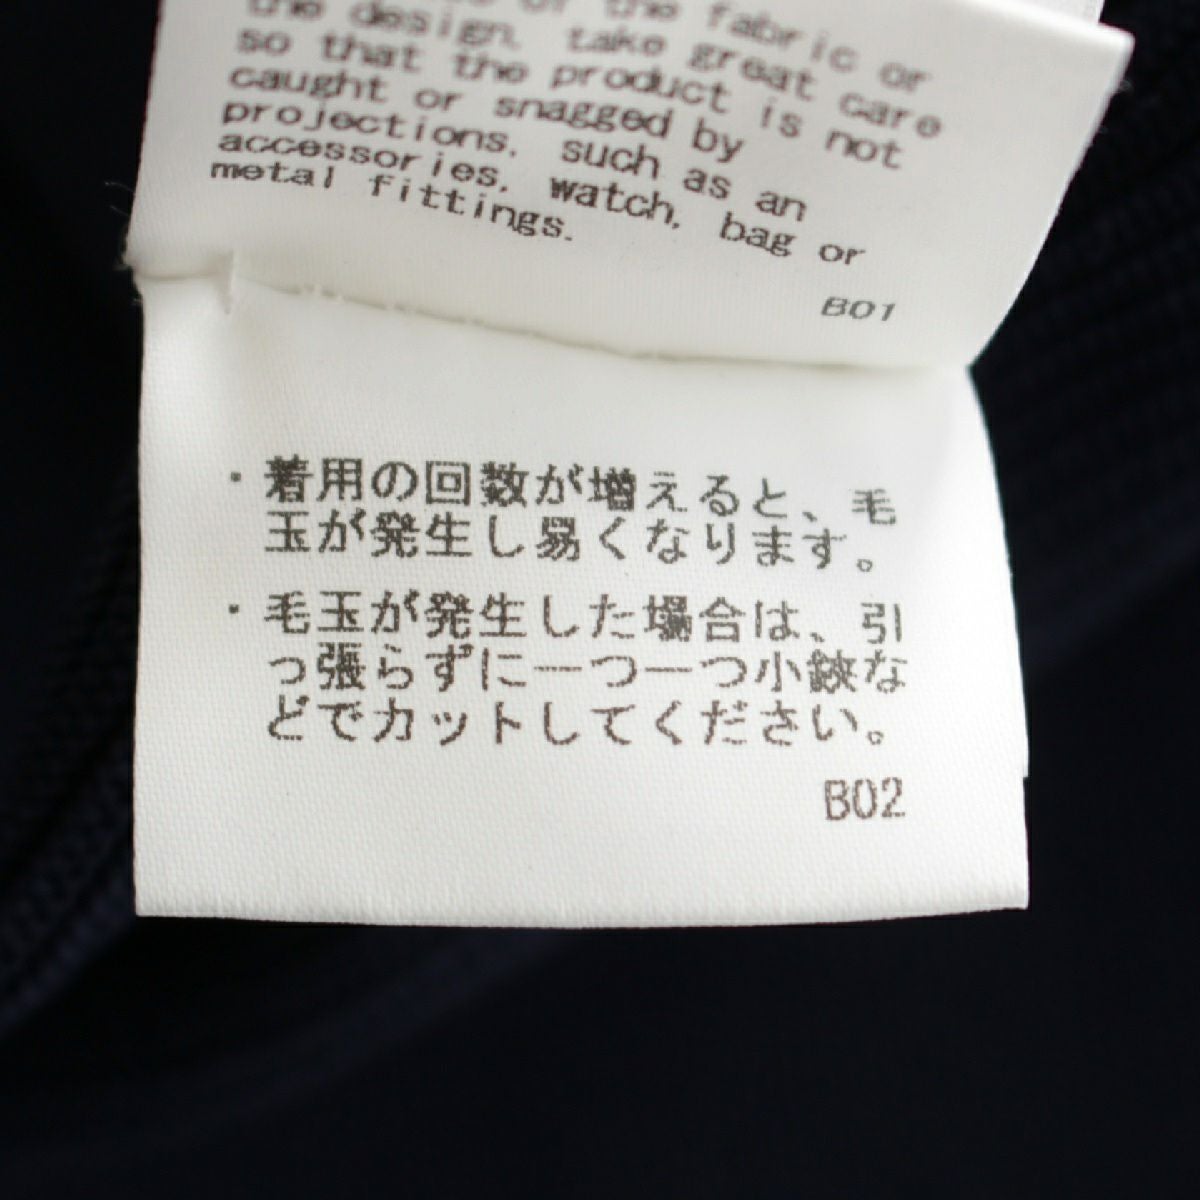 of the fabric or
the design, take great care
so that the product is not
caught or snagged by
projections, such as an
accessories, watch, bag or
metal fittings.
B01
・着用の回数が増えると、毛
玉が発生し易くなります。
・毛玉が発生した場合は、引
っ張らずに一つ一つ小鋏な
どでカットしてください。
B02